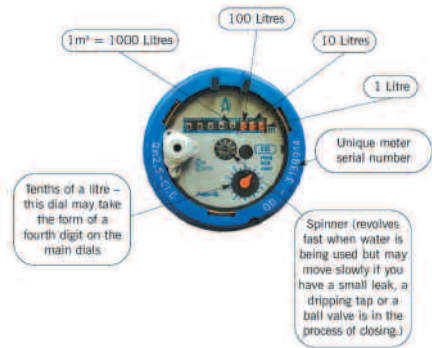 100 Litres
1m³ = 1000 Litres
10 Litres
1 Litre
Unique meter
serial number
Qn2.5-CLC
Tenths of a litre –
this dial may take
the form of a
fourth digit on the
main dials
Spinner (revolves
fast when water is
being used but may
move slowly if you
have a small leak, a
dripping tap or a
ball valve is in the
process of closing.)